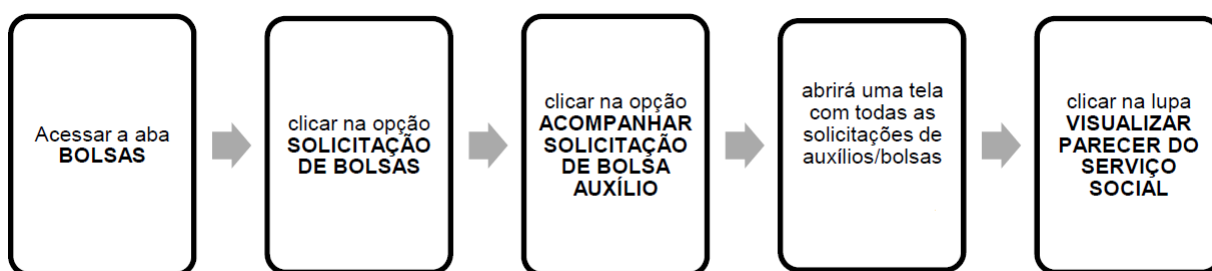 Acessar a aba
BOLSAS
clicar na opção
SOLICITAÇÃO
DE BOLSAS
clicar na opção
ACOMPANHAR
SOLICITAÇÃO
DE BOLSA
AUXÍLIO
abrirá uma tela
com todas as
solicitações de
auxílios/bolsas
clicar na lupa
VISUALIZAR
PARECER DO
SERVIÇO
SOCIAL